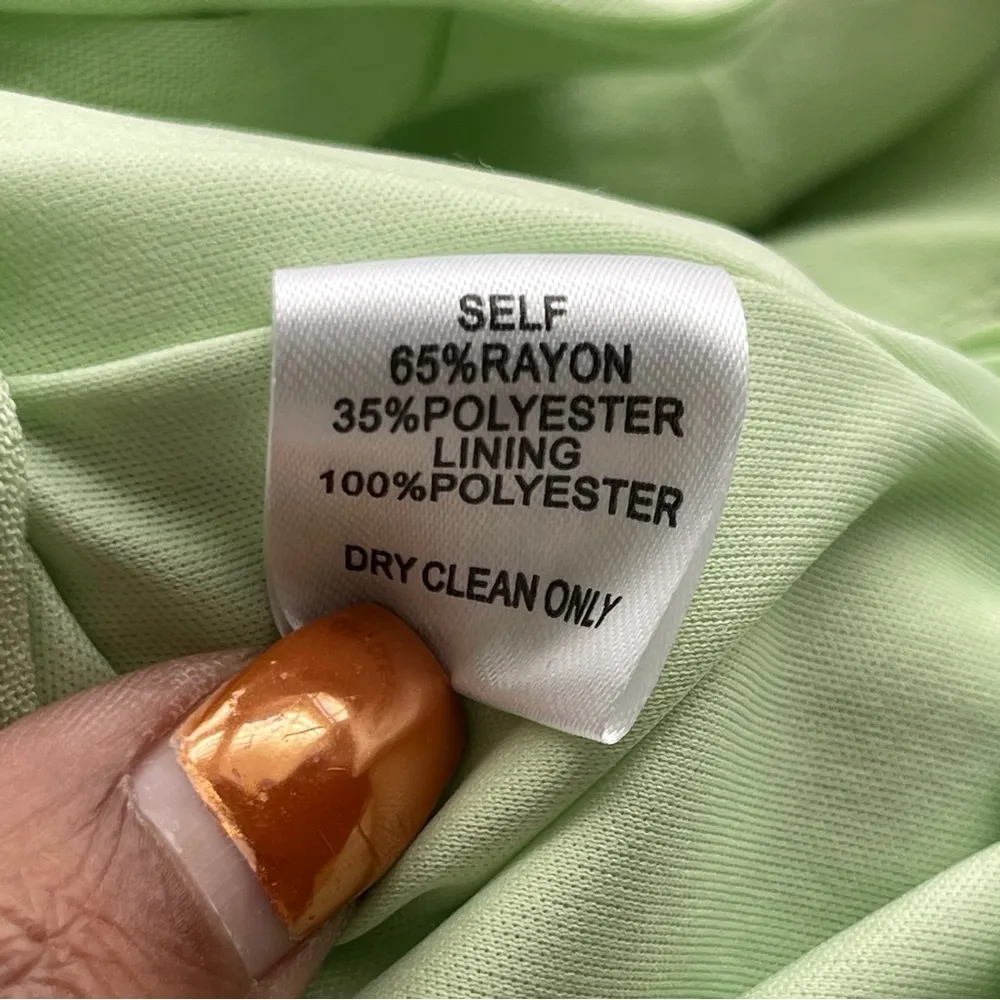 SELF
65%RAYON
35%POLYESTER
LINING
100%POLYESTER
DRY CLEAN ONLY